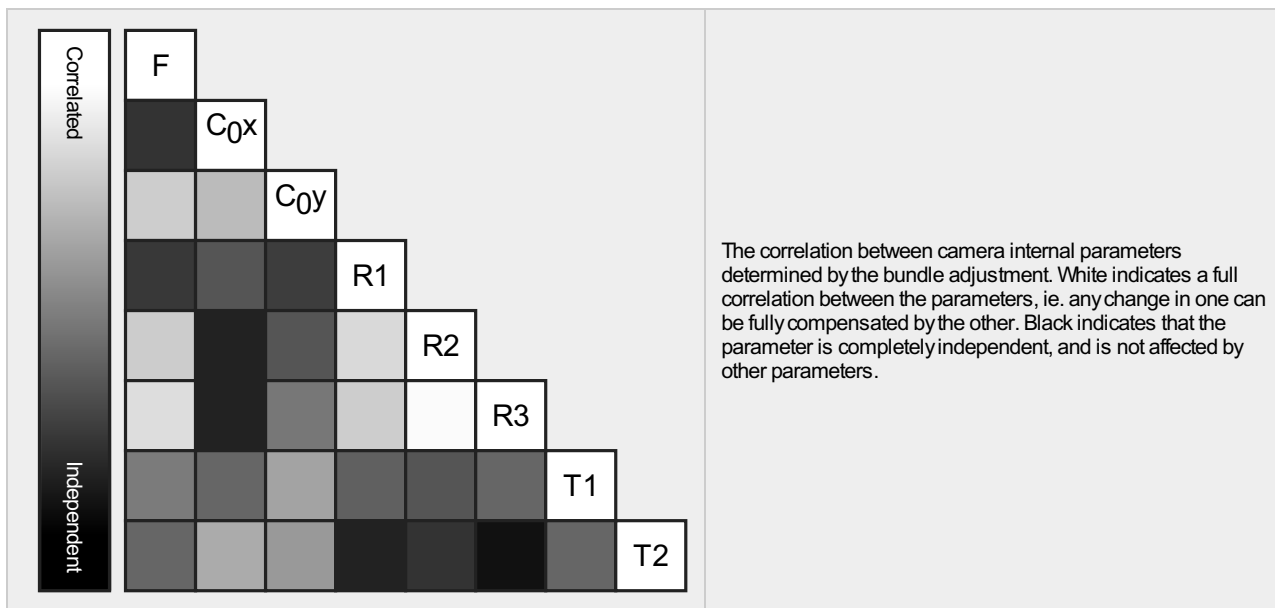 Correlated
Independent
F
C0x
C0y
R1
R2
R3
T1
T2
The correlation between camera internal parameters
determined by the bundle adjustment. White indicates a full
correlation between the parameters, ie. any change in one can
be fully compensated by the other. Black indicates that the
parameter is completely independent, and is not affected by
other parameters.